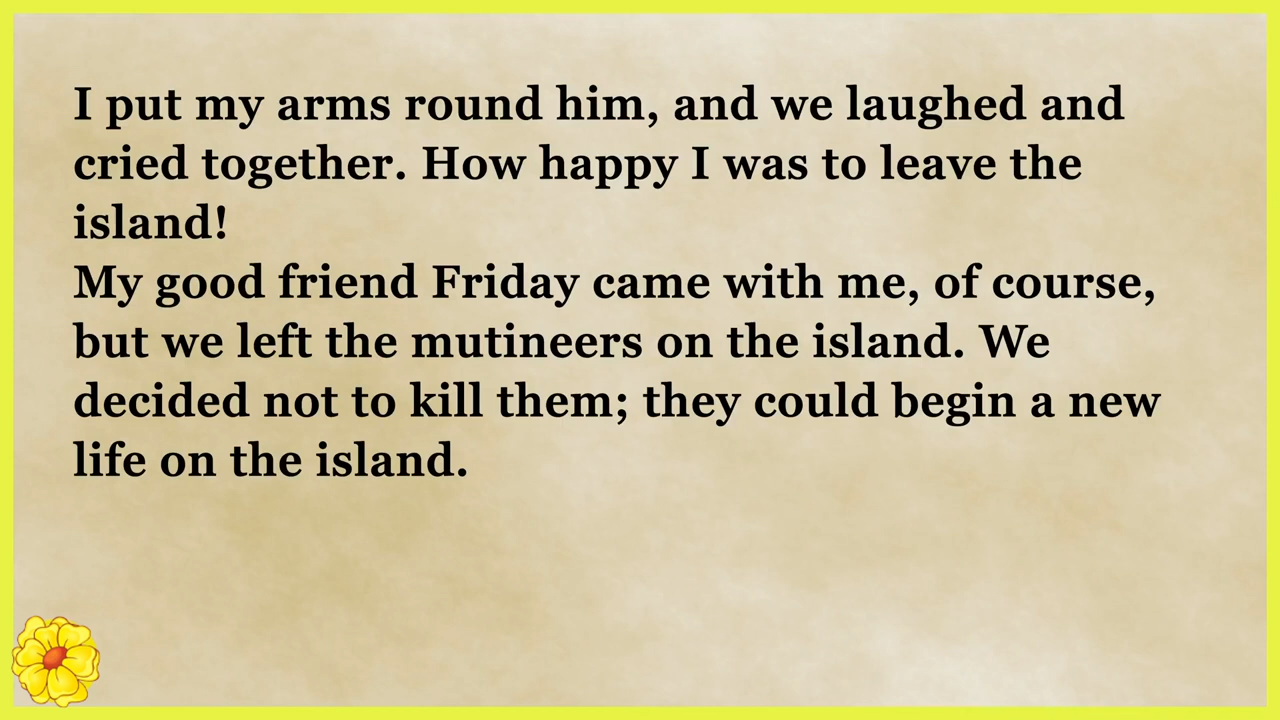 I put my arms round him, and we laughed and
cried together. How happy I was to leave the
island!
My good friend Friday came with me, of course,
but we left the mutineers on the island. We
decided not to kill them; they could begin a new
life on the island.